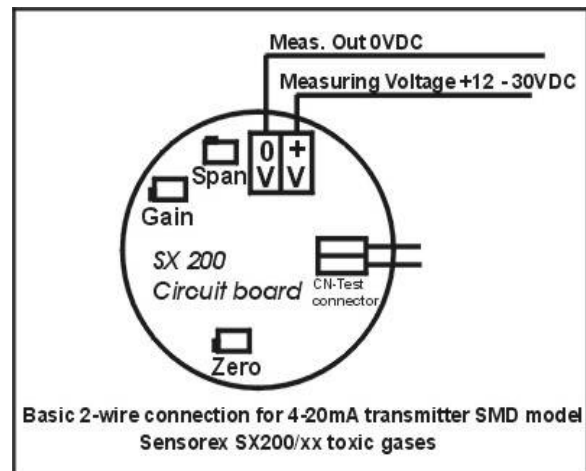 Meas. Out 0VDC
Measuring Voltage +12 - 30VDC
0 +
V V
Span
Gain
SX 200
Circuit board
CN-Test
connector
Zero
Basic 2-wire connection for 4-20mA transmitter SMD model
Sensorex SX200/xx toxic gases